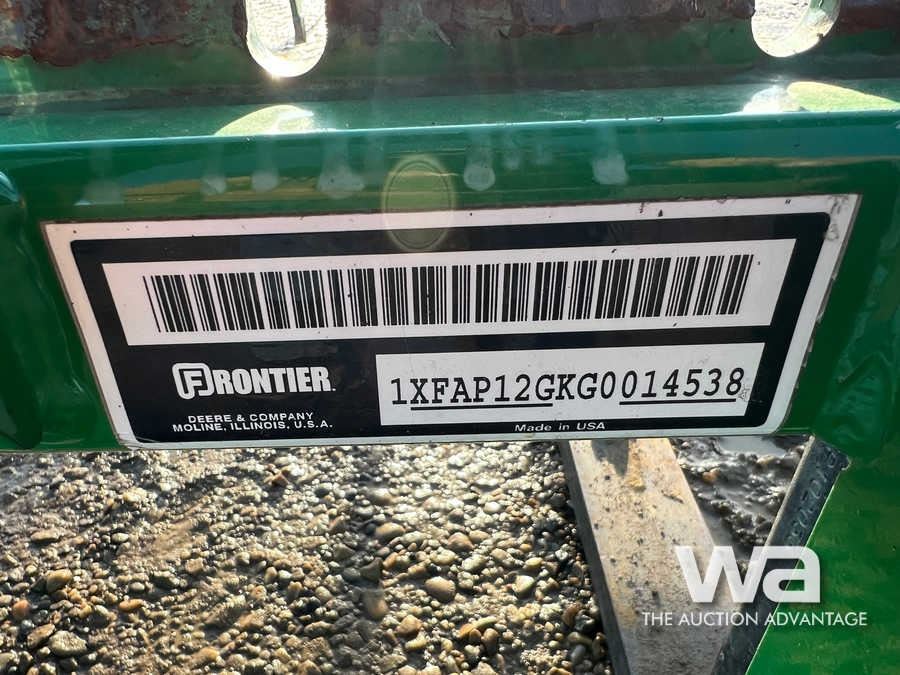 FRONTIER
DEERE & COMPANY
MOLINE, ILLINOIS, U.S.A.
1XFAP12GKG0014538
Made in USA
wa
THE AUCTION ADVANTAGE